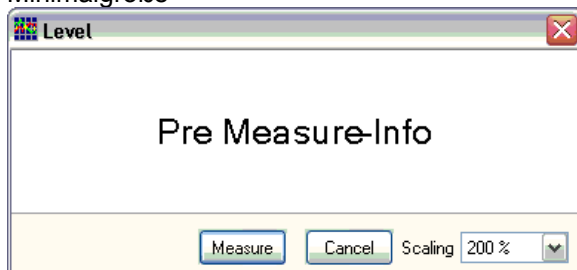 Minimalgröße
Level
Pre Measure-Info
Measure Cancel Scaling 200 %